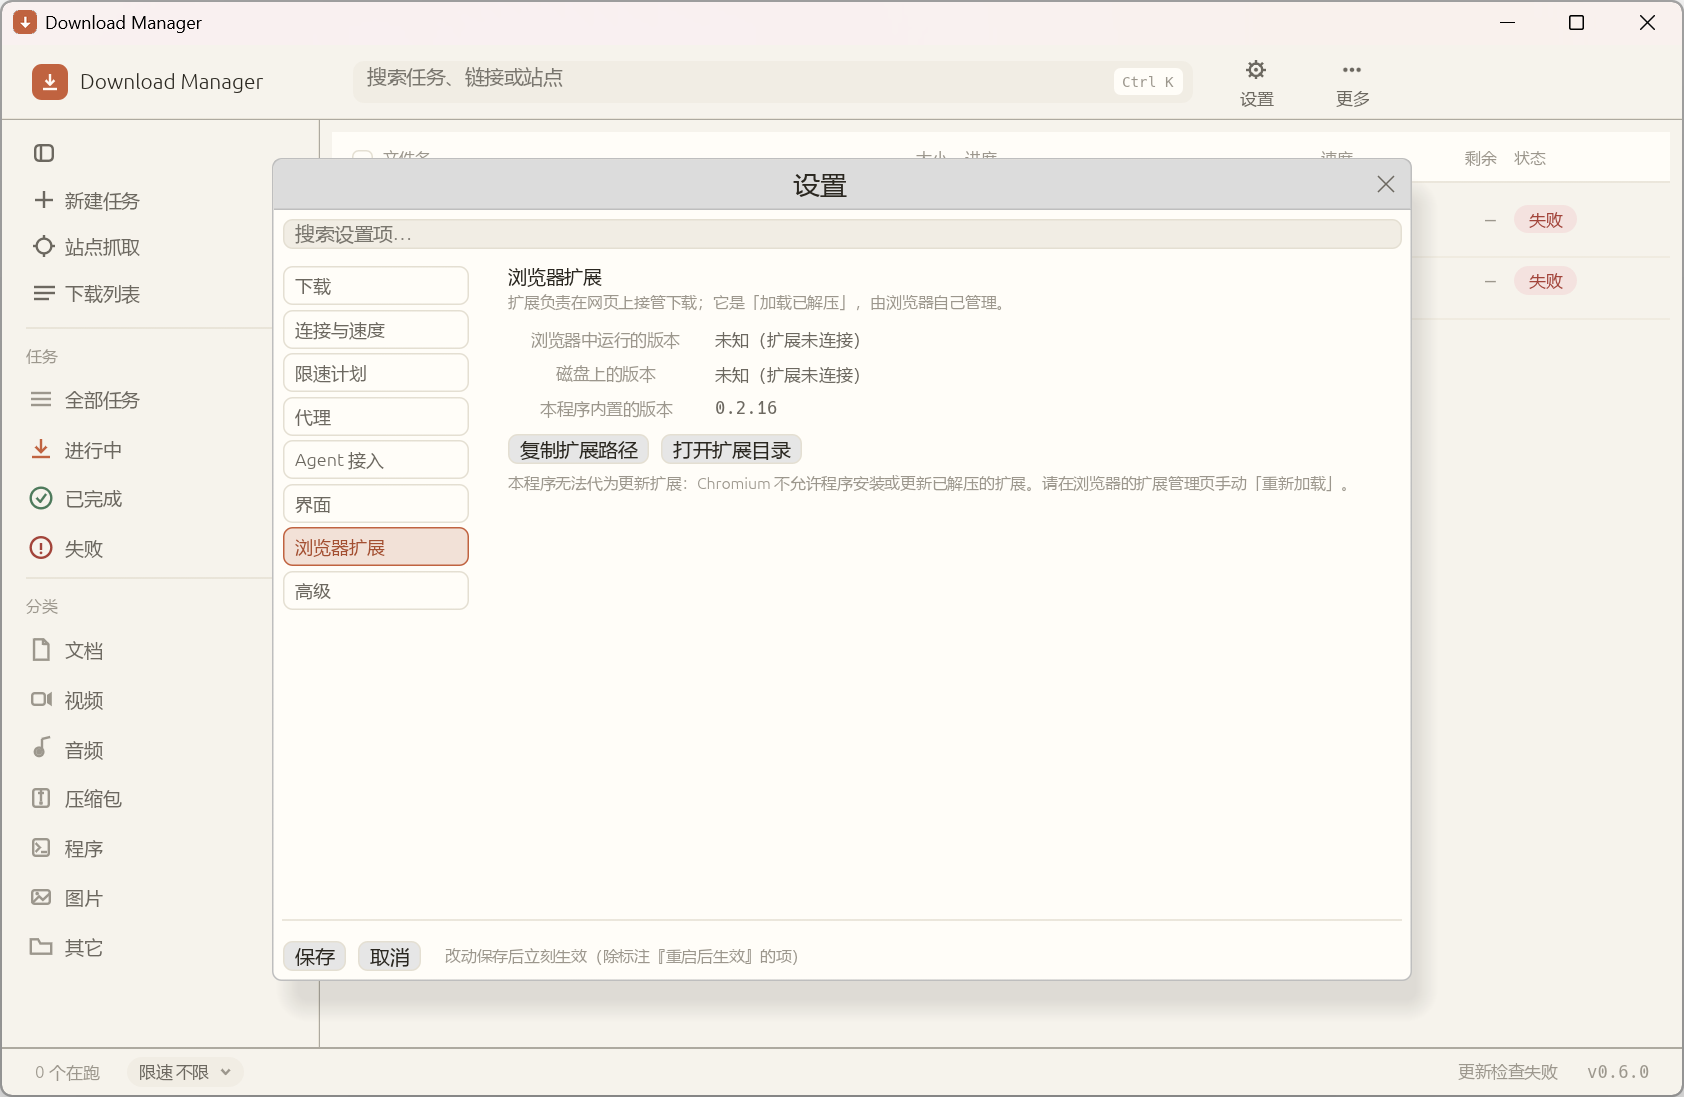 Download Manager
Download Manager
搜索任务、链接或站点
Ctrl K
设置
更多
文件名
大小
进度
速度
剩余
状态
新建任务
站点抓取
下载列表
任务
全部任务
进行中
已完成
失败
分类
文档
视频
音频
压缩包
程序
图片
其它
— 失败
— 失败
设置
搜索设置项…
下载
连接与速度
限速计划
代理
Agent 接入
界面
浏览器扩展
高级
浏览器扩展
扩展负责在网页上接管下载；它是「加载已解压」，由浏览器自己管理。
浏览器中运行的版本 未知（扩展未连接）
磁盘上的版本 未知（扩展未连接）
本程序内置的版本 0.2.16
复制扩展路径 打开扩展目录
本程序无法代为更新扩展：Chromium 不允许程序安装或更新已解压的扩展。请在浏览器的扩展管理页手动「重新加载」。
保存 取消 改动保存后立刻生效（除标注『重启后生效』的项）
0 个在跑 限速 不限
更新检查失败 v0.6.0